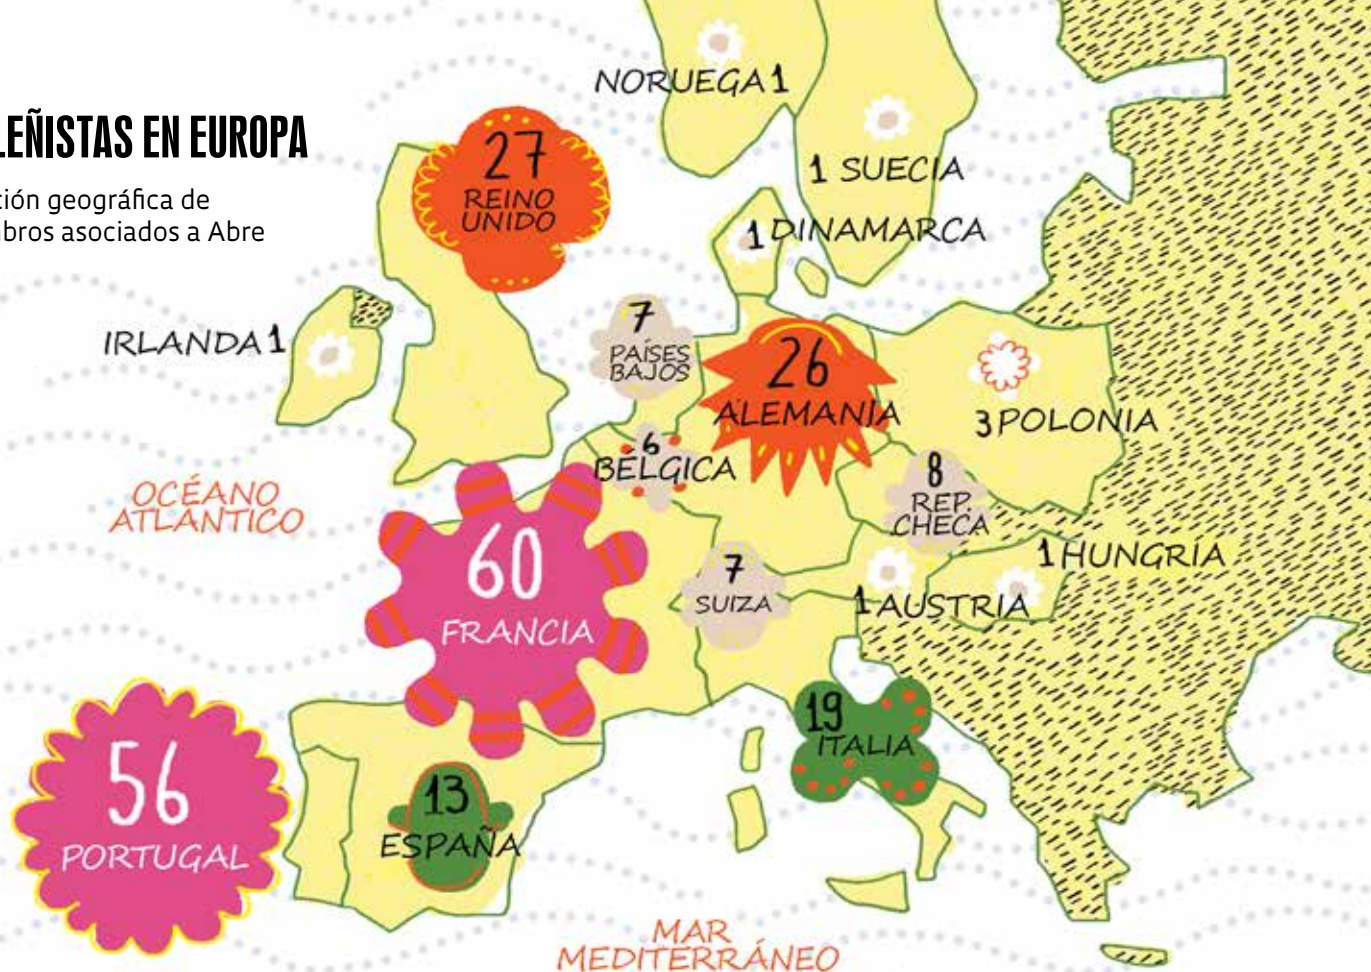 LEÑISTAS EN EUROPA
ción geográfica de
bros asociados a Abre
NORUEGA 1
1 SUECIA
1 DINAMARCA
27
REINO
UNIDO
IRLANDA 1
7
PAÍSES
BAJOS
26
ALEMANIA
3 POLONIA
6
BÉLGICA
8
REP.
CHECA
OCÉANO
ATLÁNTICO
60
FRANCIA
7
SUIZA
1 AUSTRIA
1 HUNGRIA
19
ITALIA
56
PORTUGAL
13
ESPAÑA
MAR
MEDITERRÁNEO